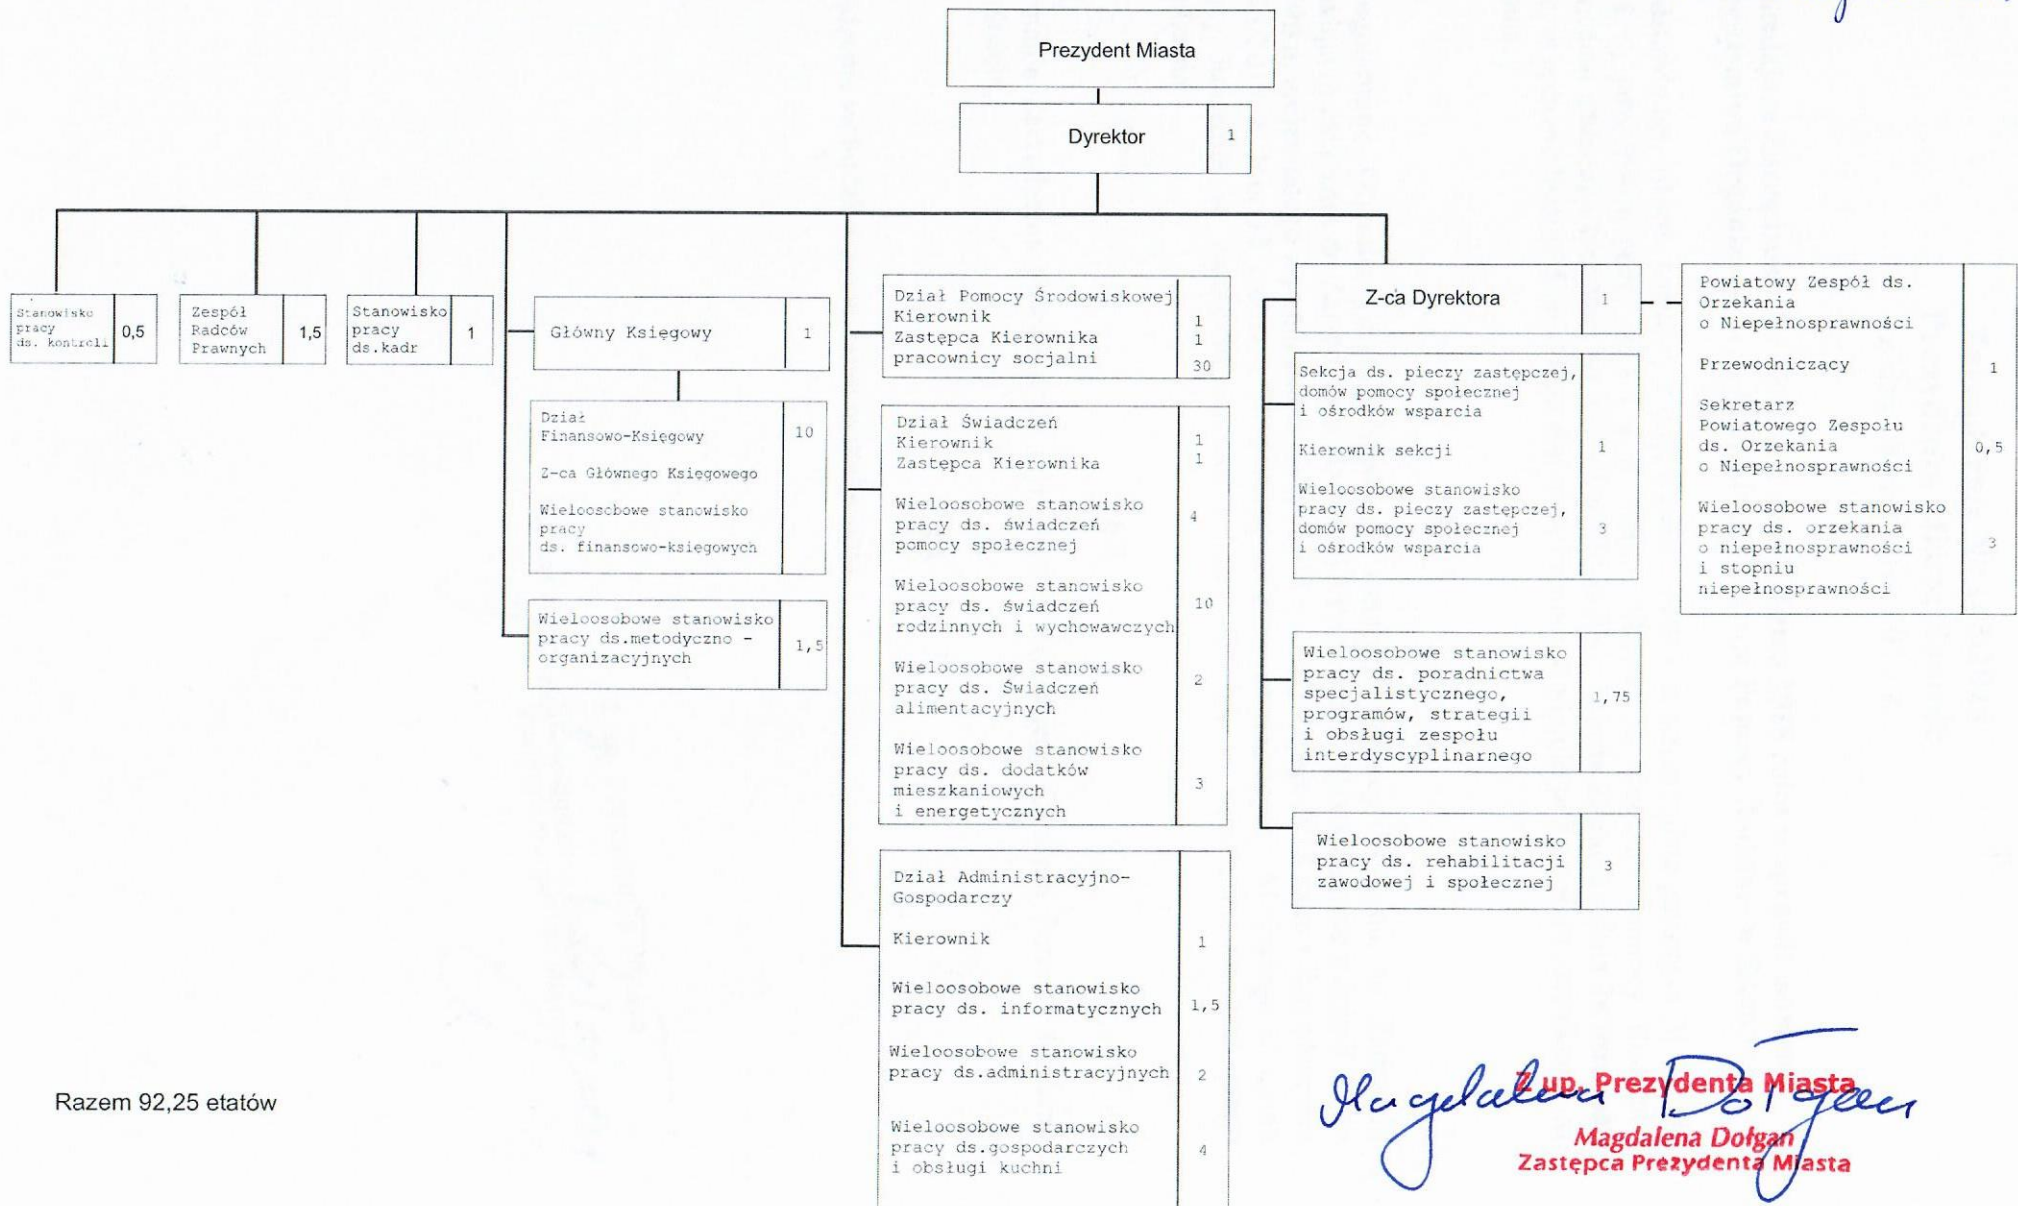 Prezydent Miasta
Dyrektor 1
Stanowisko
pracy
ds. kontroli 0,5
Zespół
Radców
Prawnych 1,5
Stanowisko
pracy
ds.kadr 1
Główny Księgowy 1
Dział
Finansowo-Księgowy 10
Z-ca Głównego Księgowego
Wieloosobowe stanowisko
pracy
ds. finansowo-ksiegowych
Wieloosobowe stanowisko
pracy ds.metodyczno -
organizacyjnych 1,5
Dział Pomocy Środowiskowej
Kierownik 1
Zastępca Kierownika 1
pracownicy socjalni 30
Dział Świadczeń
Kierownik 1
Zastępca Kierownika 1
Wieloosobowe stanowisko
pracy ds. świadczeń 4
pomocy społecznej
Wieloosobowe stanowisko
pracy ds. świadczeń 10
rodzinnych i wychowawczych
Wieloosobowe stanowisko
pracy ds. Świadczeń 2
alimentacyjnych
Wieloosobowe stanowisko
pracy ds. dodatków
mieszkaniowych 3
i energetycznych
Dział Administracyjno-
Gospodarczy
Kierownik 1
Wieloosobowe stanowisko
pracy ds. informatycznych 1,5
Wieloosobowe stanowisko
pracy ds.administracyjnych 2
Wieloosobowe stanowisko
pracy ds.gospodarczych 4
i obsługi kuchni
Z-ca Dyrektora 1
Sekcja ds. pieczy zastępczej,
domów pomocy społecznej
i ośrodków wsparcia
Kierownik sekcji 1
Wieloosobowe stanowisko
pracy ds. pieczy zastępczej,
domów pomocy społecznej 3
i ośrodków wsparcia
Wieloosobowe stanowisko
pracy ds. poradnictwa
specjalistycznego, 1,75
programów, strategii
i obsługi zespołu
interdyscyplinarnego
Wieloosobowe stanowisko
pracy ds. rehabilitacji 3
zawodowej i społecznej
Powiatowy Zespół ds.
Orzekania
o Niepełnosprawności
Przewodniczący 1
Sekretarz
Powiatowego Zespołu
ds. Orzekania 0,5
o Niepełnosprawności
Wieloosobowe stanowisko
pracy ds. orzekania
o niepełnosprawności 3
i stopniu
niepełnosprawności
Razem 92,25 etatów
Magdalena Dołgan
Z up. Prezydenta Miasta
Magdalena Dołgan
Zastępca Prezydenta Miasta